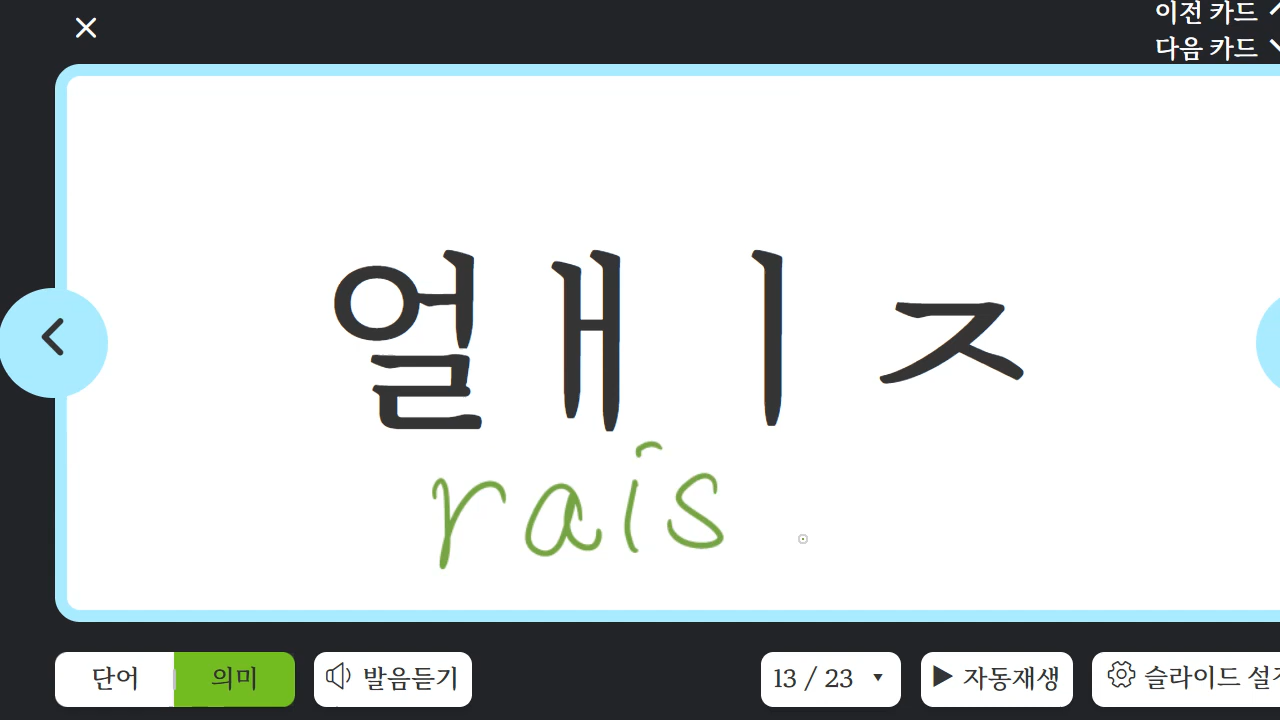 이전 카드
다음 카드
얼ㅐㅣㅈ
rais
단어
의미
발음듣기
13 / 23
자동재생
슬라이드 설